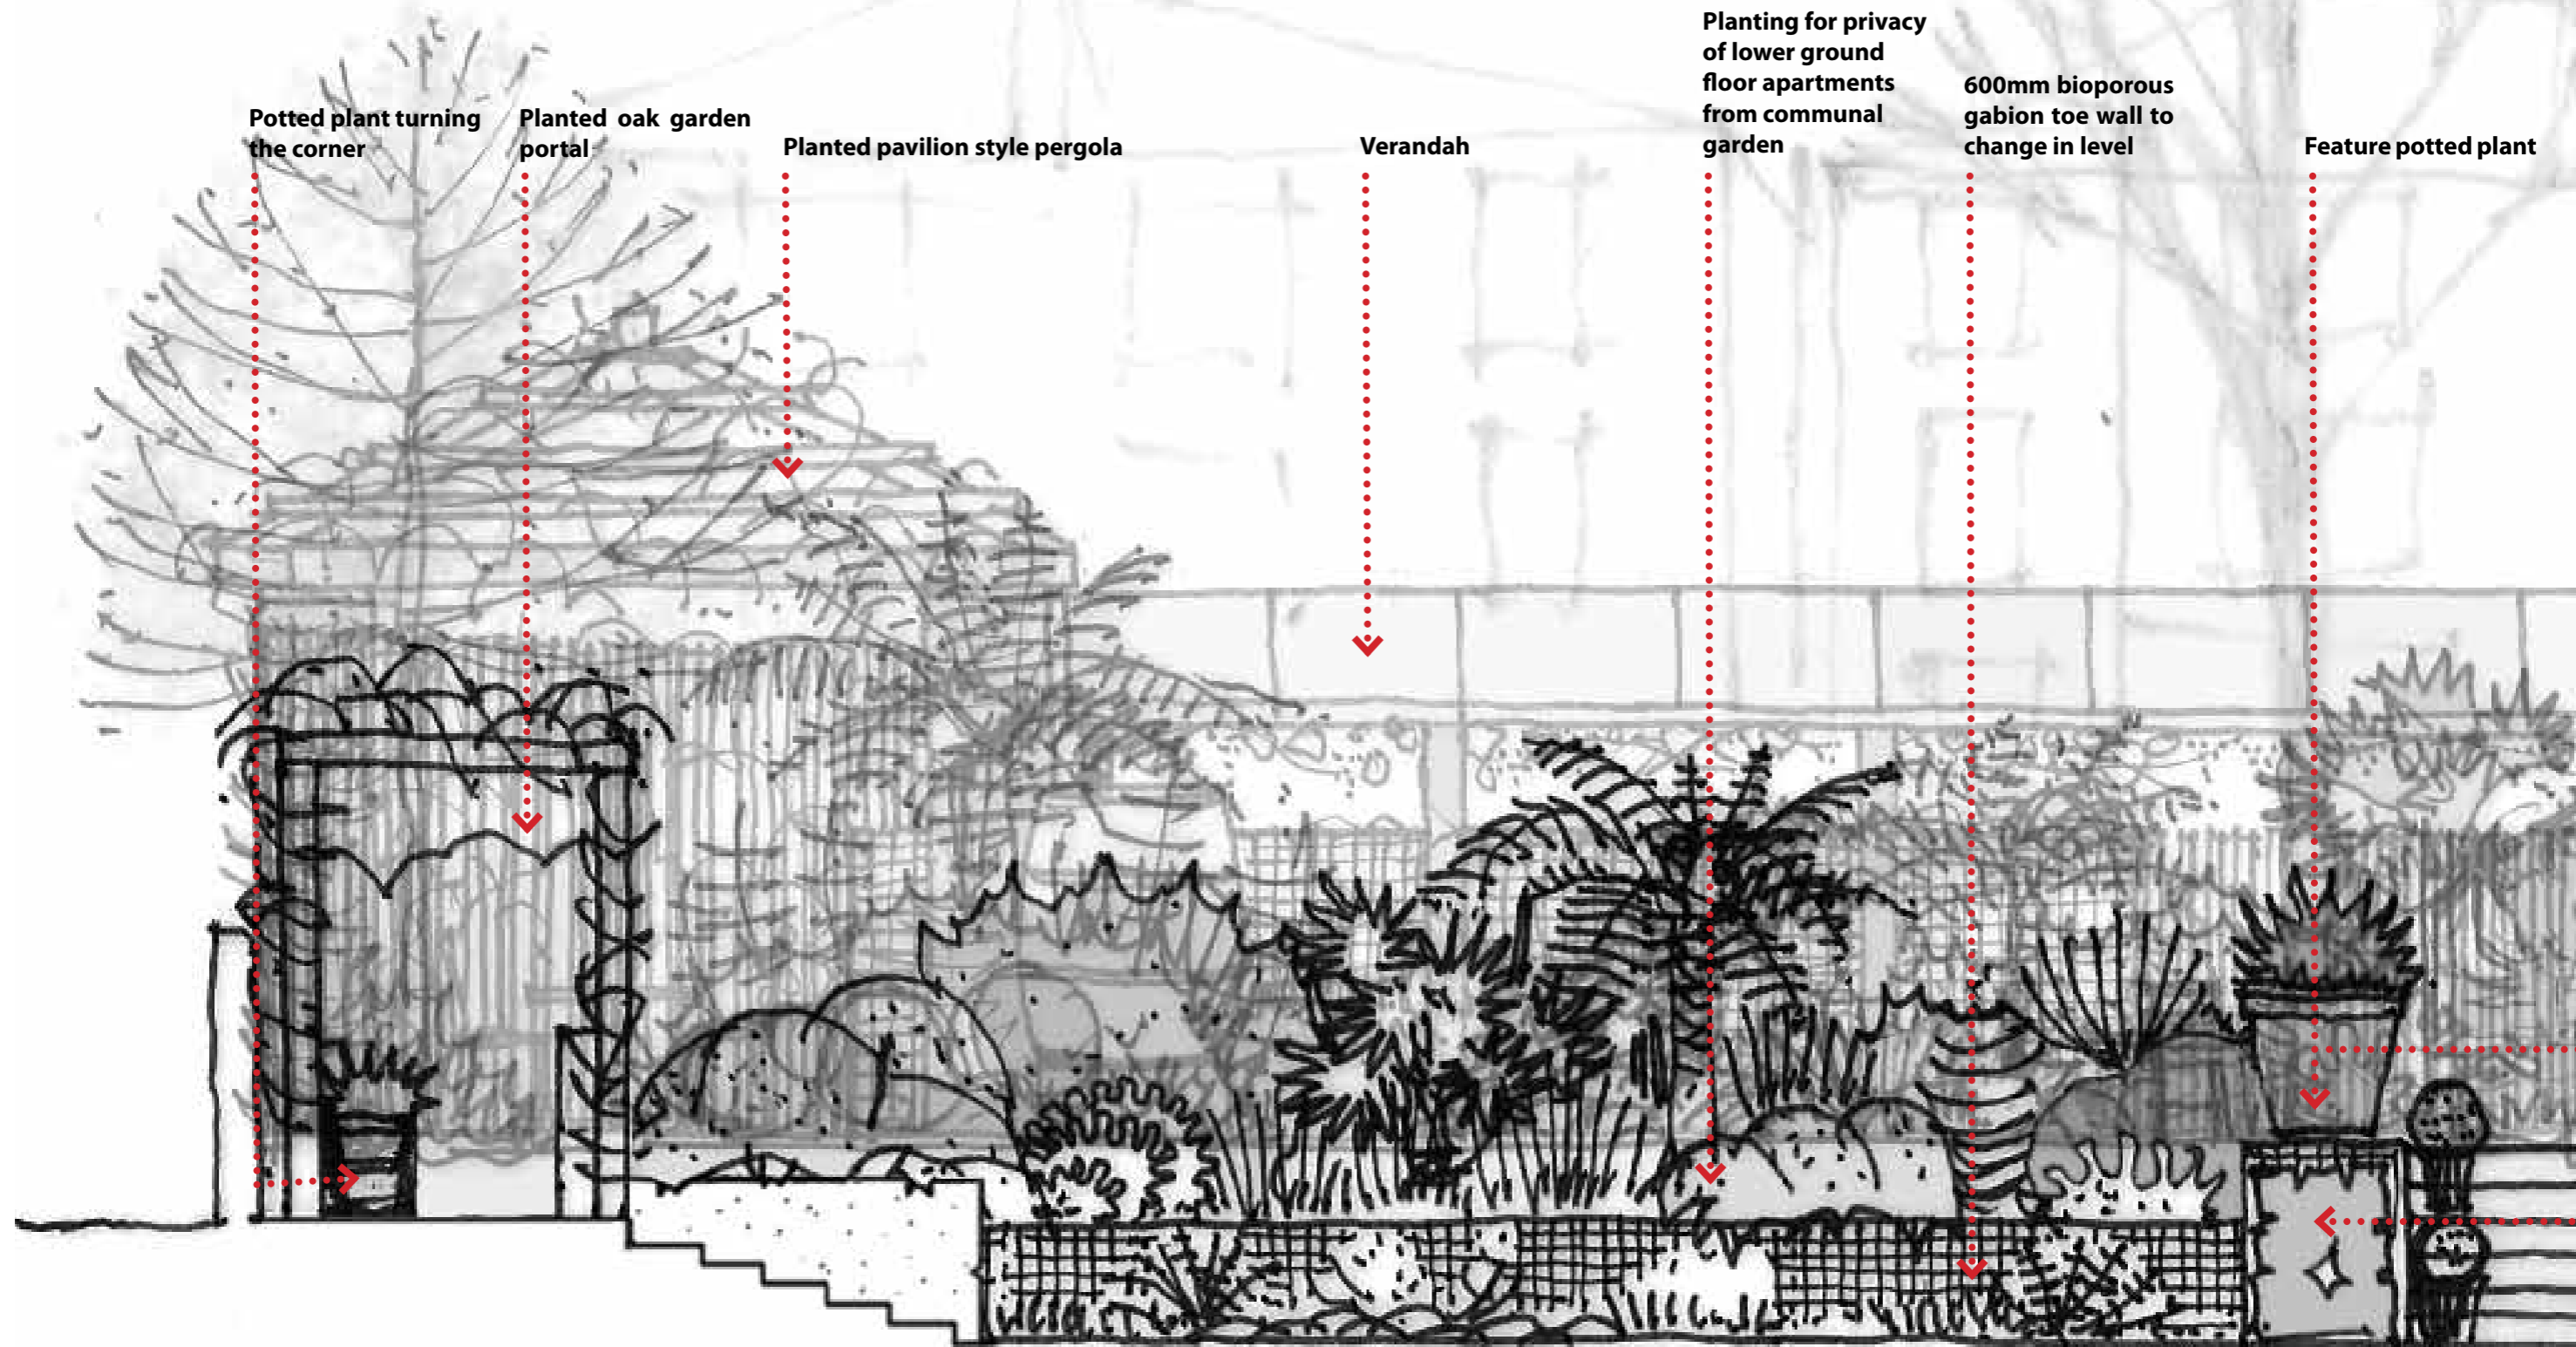 Potted plant turning
the corner
Planted oak garden
portal
Planted pavilion style pergola
Verandah
Planting for privacy
of lower ground
floor apartments
from communal
garden
600mm bioporous
gabion toe wall to
change in level
Feature potted plant